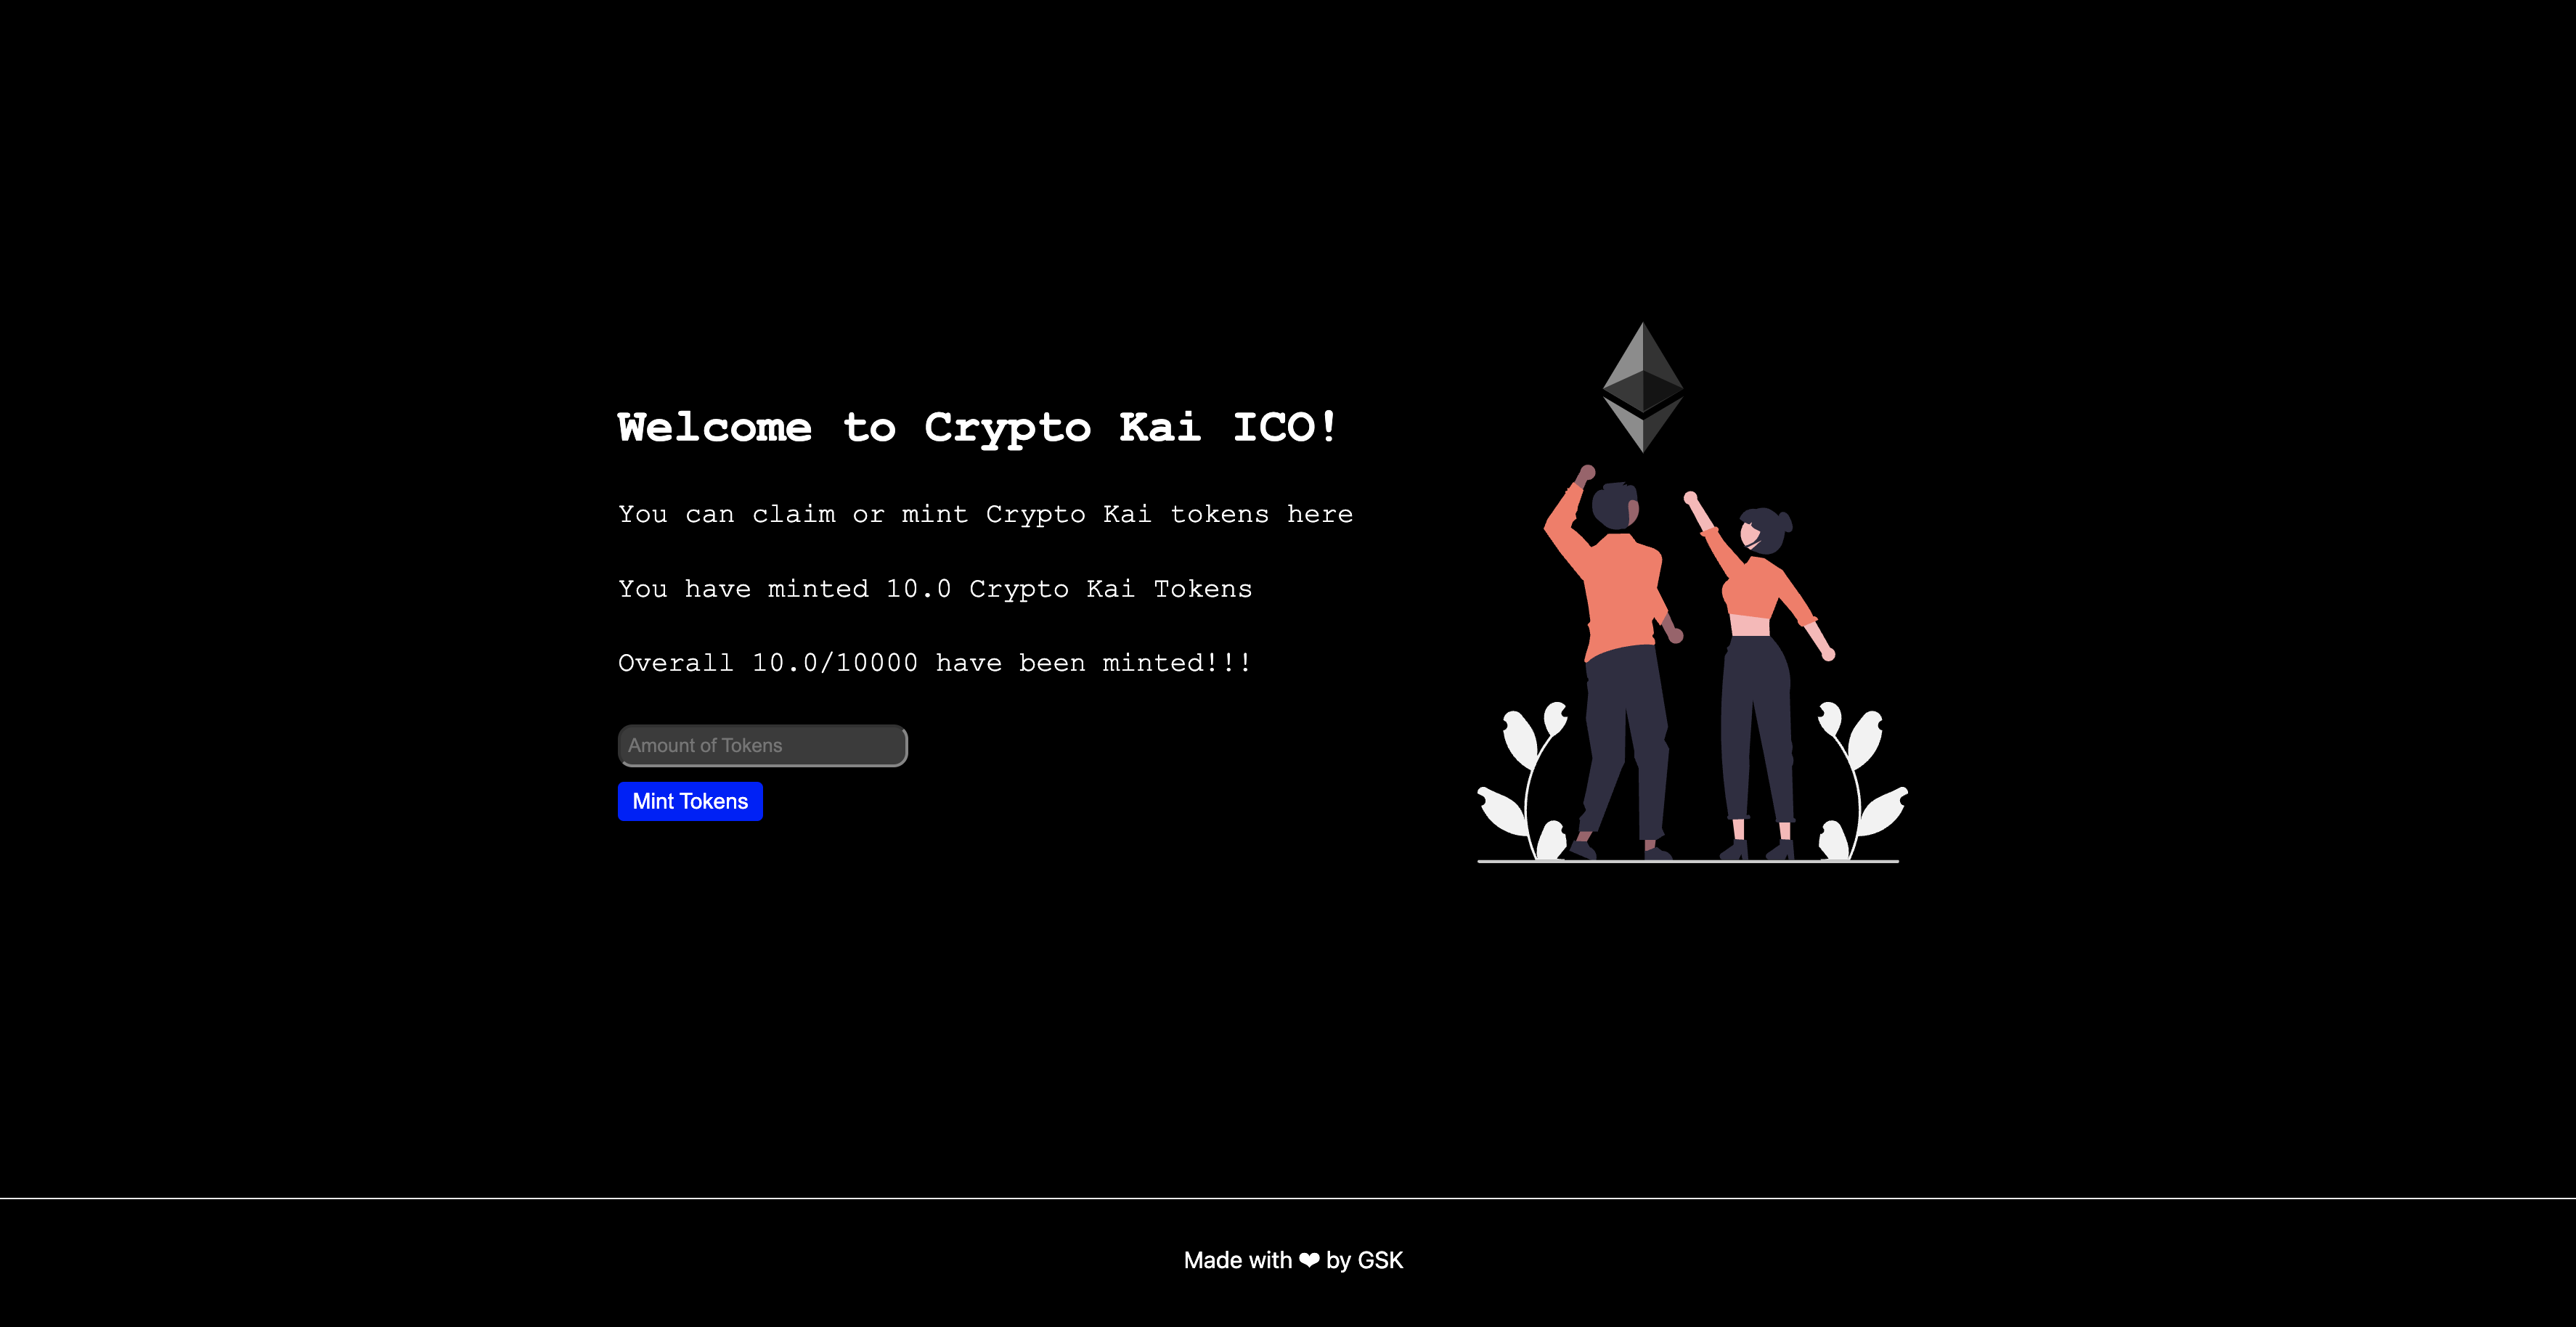 Welcome to Crypto Kai ICO!
You can claim or mint Crypto Kai tokens here
You have minted 10.0 Crypto Kai Tokens
Overall 10.0/10000 have been minted!!!
Amount of Tokens
Mint Tokens
Made with ❤ by GSK